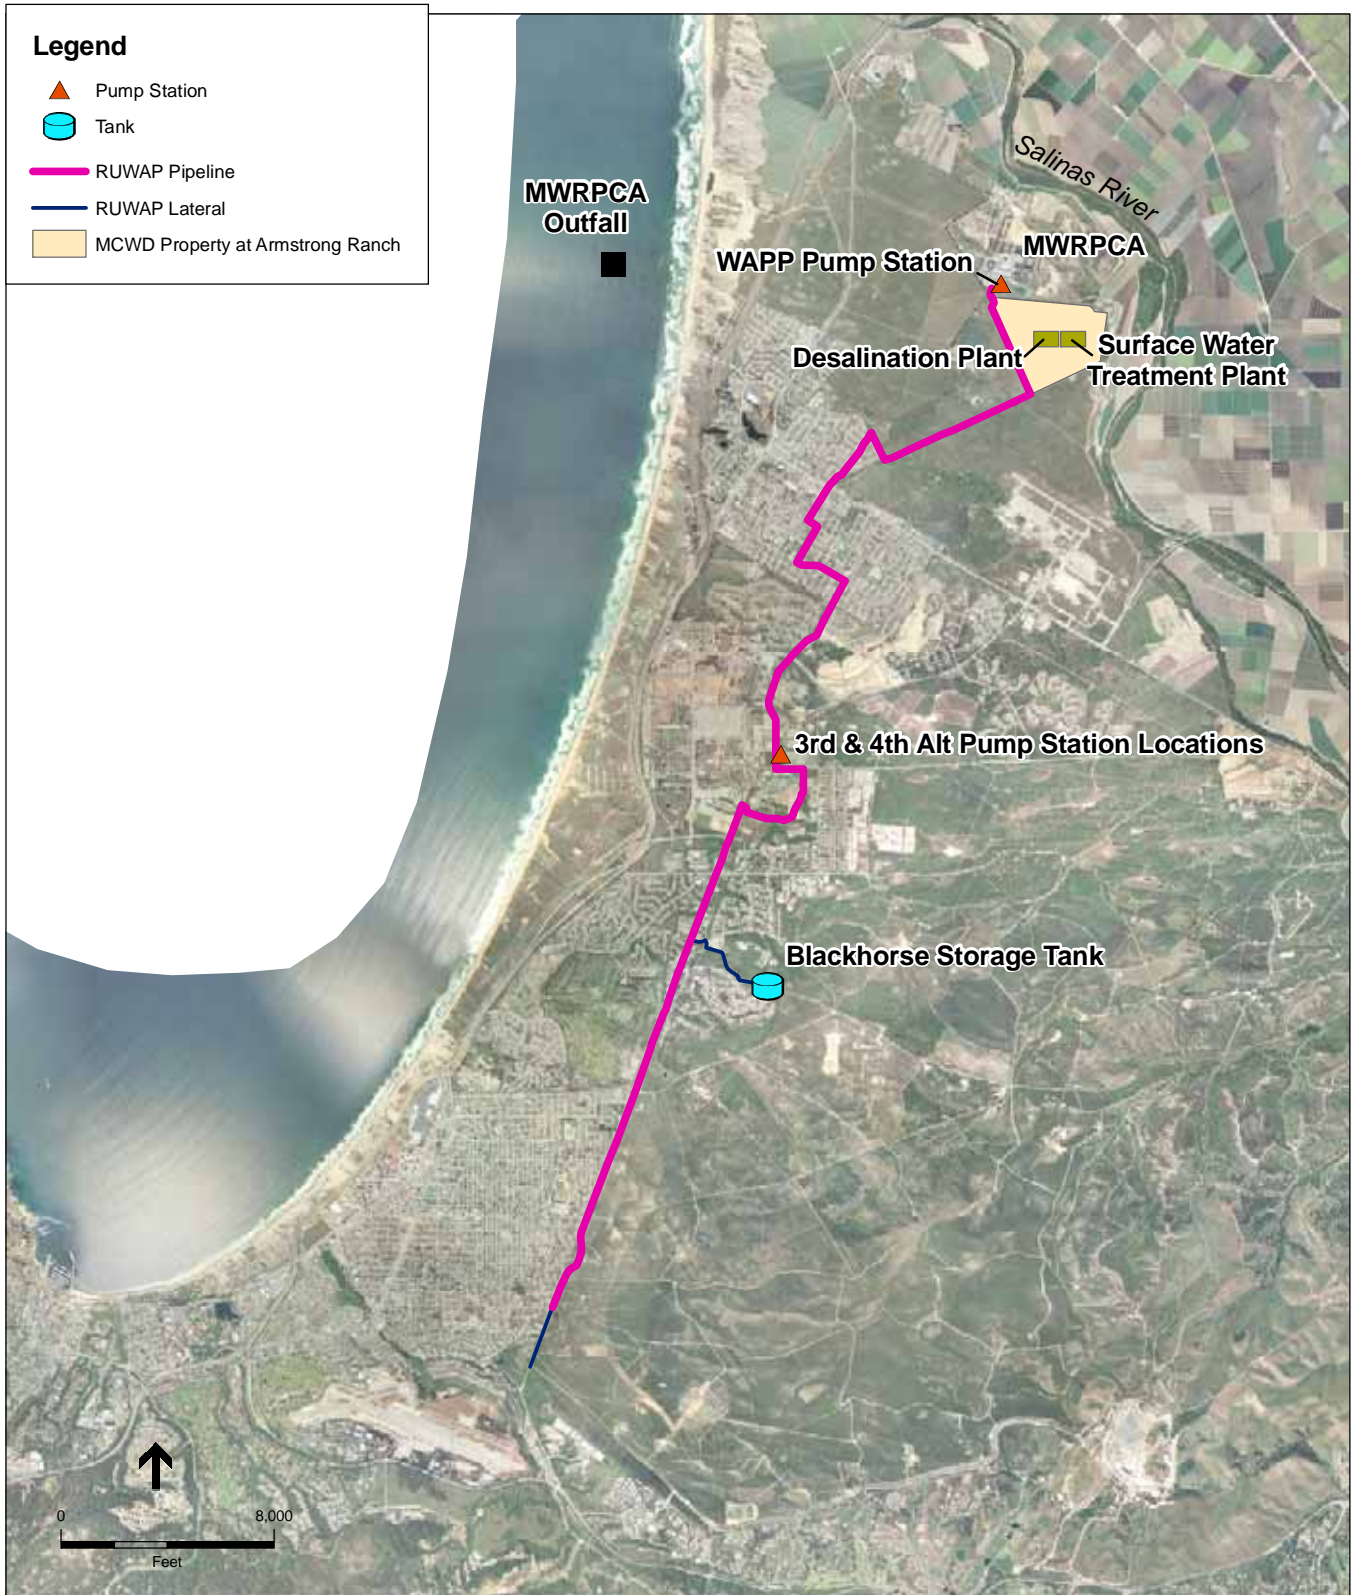 Legend
Pump Station
Tank
RUWAP Pipeline
RUWAP Lateral
MCWD Property at Armstrong Ranch
MWRPCA
Outfall
Salinas River
MWRPCA
WAPP Pump Station
Desalination Plant
Surface Water
Treatment Plant
3rd & 4th Alt Pump Station Locations
Blackhorse Storage Tank
0
8,000
Feet